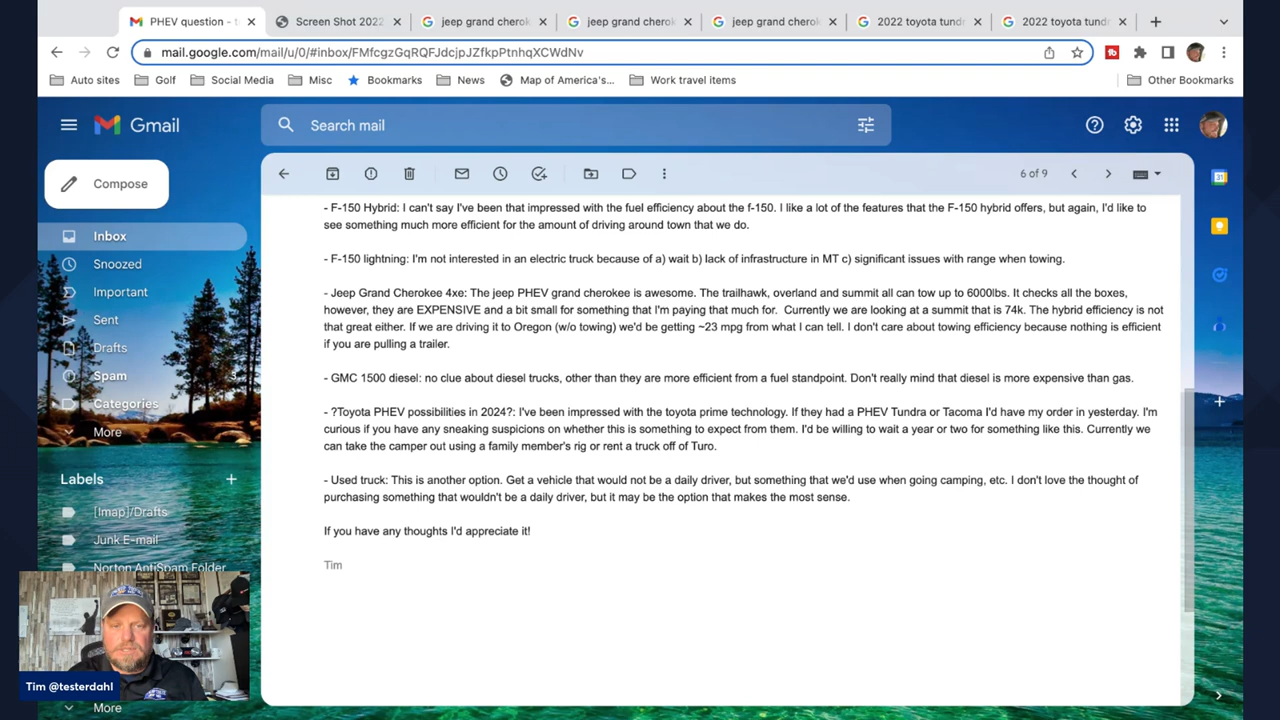 PHEV question - t
Screen Shot 2022
jeep grand cherok
jeep grand cherok
jeep grand cherok
2022 toyota tundr
2022 toyota tundr
mail.google.com/mail/u/0/#inbox/FMfcgzGqRQFJdcjpJZfkpPtnhqXCWdNv
Auto sites
Golf
Social Media
Misc
Bookmarks
News
Map of America's...
Work travel items
Other Bookmarks
Gmail
Search mail
Compose
6 of 9
Inbox
Snoozed
Important
Sent
Drafts
Spam
Categories
More
Labels
[Imap]/Drafts
Junk E-mail
Norton AntiSpam Folder
More
- F-150 Hybrid: I can't say I've been that impressed with the fuel efficiency about the f-150. I like a lot of the features that the F-150 hybrid offers, but again, I'd like to
see something much more efficient for the amount of driving around town that we do.
- F-150 lightning: I'm not interested in an electric truck because of a) wait b) lack of infrastructure in MT c) significant issues with range when towing.
- Jeep Grand Cherokee 4xe: The jeep PHEV grand cherokee is awesome. The trailhawk, overland and summit all can tow up to 6000lbs. It checks all the boxes,
however, they are EXPENSIVE and a bit small for something that I'm paying that much for. Currently we are looking at a summit that is 74k. The hybrid efficiency is not
that great either. If we are driving it to Oregon (w/o towing) we'd be getting ~23 mpg from what I can tell. I don't care about towing efficiency because nothing is efficient
if you are pulling a trailer.
- GMC 1500 diesel: no clue about diesel trucks, other than they are more efficient from a fuel standpoint. Don't really mind that diesel is more expensive than gas.
- ?Toyota PHEV possibilities in 2024?: I've been impressed with the toyota prime technology. If they had a PHEV Tundra or Tacoma I'd have my order in yesterday. I'm
curious if you have any sneaking suspicions on whether this is something to expect from them. I'd be willing to wait a year or two for something like this. Currently we
can take the camper out using a family member's rig or rent a truck off of Turo.
- Used truck: This is another option. Get a vehicle that would not be a daily driver, but something that we'd use when going camping, etc. I don't love the thought of
purchasing something that wouldn't be a daily driver, but it may be the option that makes the most sense.
If you have any thoughts I'd appreciate it!
Tim
Tim @testerdahl